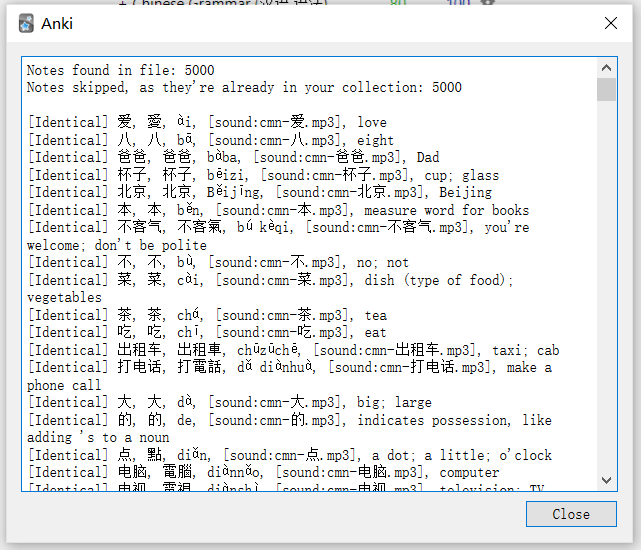 + Chinese Grammar (汉语 语法) 80 100
Anki
Notes found in file: 5000
Notes skipped, as they're already in your collection: 5000
[Identical] 爱, 愛, ài, [sound:cmn-爱.mp3], love
[Identical] 八, 八, bā, [sound:cmn-八.mp3], eight
[Identical] 爸爸, 爸爸, bàba, [sound:cmn-爸爸.mp3], Dad
[Identical] 杯子, 杯子, bēizi, [sound:cmn-杯子.mp3], cup; glass
[Identical] 北京, 北京, Běijīng, [sound:cmn-北京.mp3], Beijing
[Identical] 本, 本, běn, [sound:cmn-本.mp3], measure word for books
[Identical] 不客气, 不客氣, bú kèqi, [sound:cmn-不客气.mp3], you're
welcome; don't be polite
[Identical] 不, 不, bù, [sound:cmn-不.mp3], no; not
[Identical] 菜, 菜, cài, [sound:cmn-菜.mp3], dish (type of food);
vegetables
[Identical] 茶, 茶, chá, [sound:cmn-茶.mp3], tea
[Identical] 吃, 吃, chī, [sound:cmn-吃.mp3], eat
[Identical] 出租车, 出租車, chūzūchē, [sound:cmn-出租车.mp3], taxi; cab
[Identical] 打电话, 打電話, dǎ diànhuà, [sound:cmn-打电话.mp3], make a
phone call
[Identical] 大, 大, dà, [sound:cmn-大.mp3], big; large
[Identical] 的, 的, de, [sound:cmn-的.mp3], indicates possession, like
adding 's to a noun
[Identical] 点, 點, diǎn, [sound:cmn-点.mp3], a dot; a little; o'clock
[Identical] 电脑, 電腦, diànnǎo, [sound:cmn-电脑.mp3], computer
[Identical] 电视, 電視, diànshì, [sound:cmn-电视.mp3], television; TV
Close